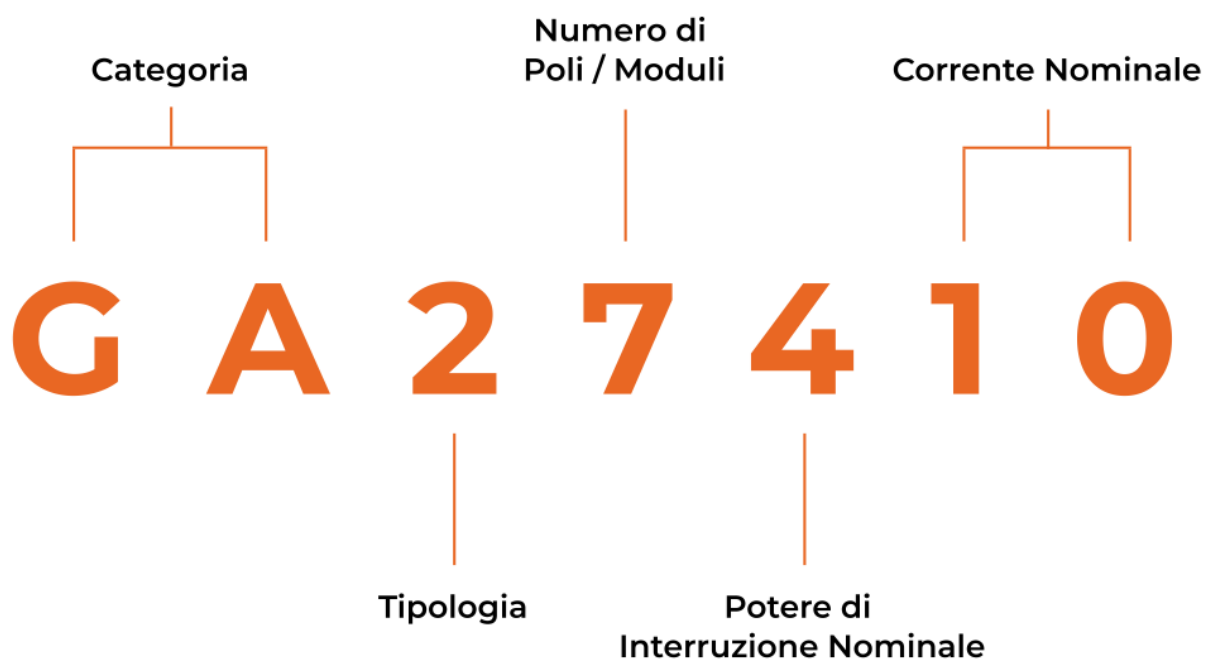 Categoria
Numero di
Poli / Moduli
Corrente Nominale
G A 2 7 4 1 0
Tipologia
Potere di
Interruzione Nominale